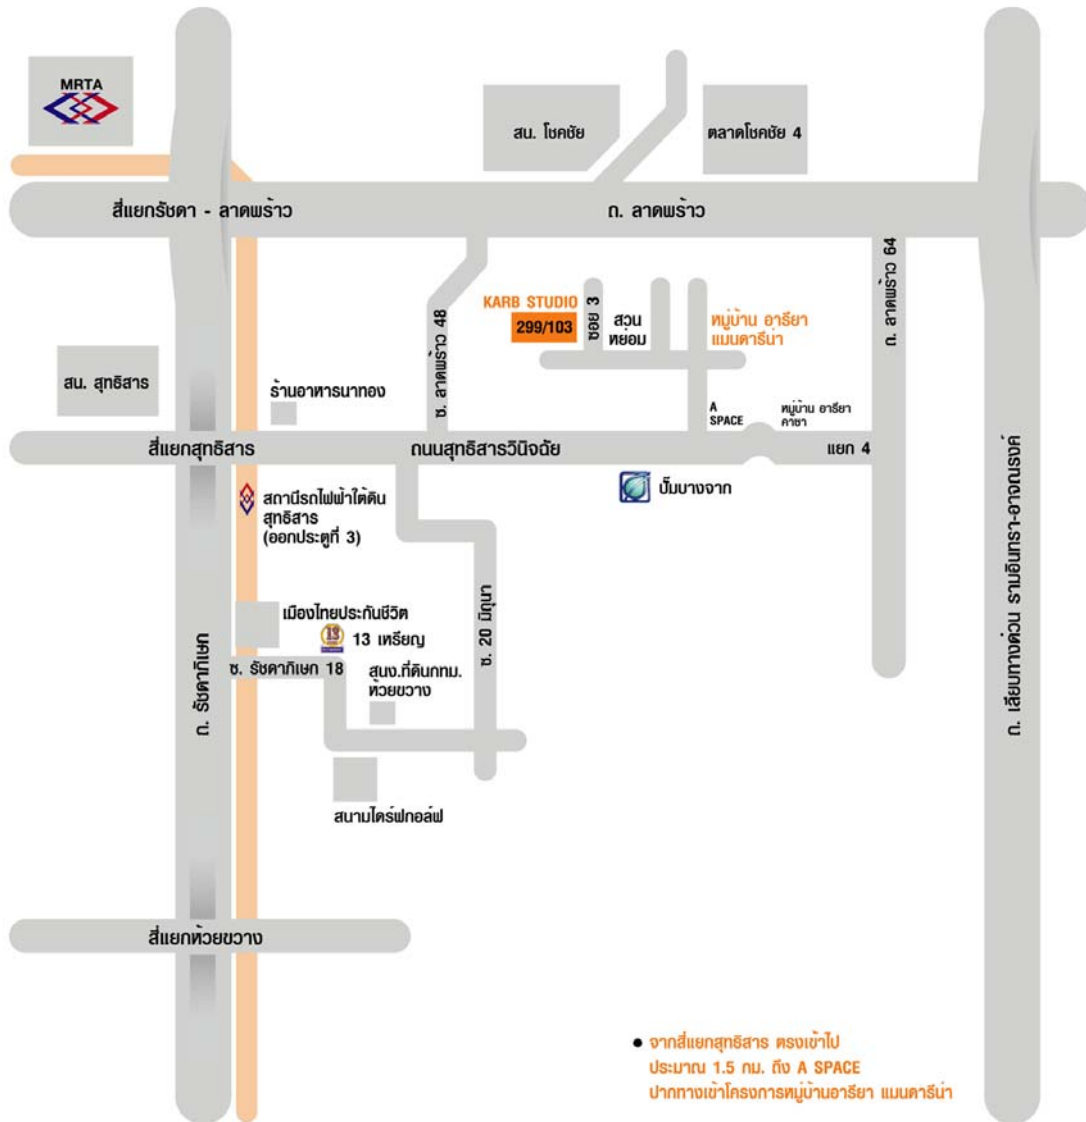 MRTA
สน. โชคชัย
ตลาดโชคชัย 4
สี่แยกรัชดา - ลาดพร้าว
ถ. ลาดพร้าว
KARB STUDIO
299/103
ซอย 3
สวน
หย่อม
หมู่บ้าน อารียา
แมนดารีน่า
ซ. ลาดพร้าว 48
ถ. ลาดพร้าว 64
สน. สุทธิสาร
ร้านอาหารนาทอง
A
SPACE
หมู่บ้าน อารียา
คาซา
สี่แยกสุทธิสาร
ถนนสุทธิสารวินิจฉัย
แยก 4
สถานีรถไฟฟ้าใต้ดิน
สุทธิสาร
(ออกประตูที่ 3)
ปั๊มบางจาก
เมืองไทยประกันชีวิต
13
13 เหรียญ
ซ. รัชดาภิเษก 18
สนง.ที่ดินกทม.
ห้วยขวาง
ซ. 20 มิถุนา
ถ. รัชดาภิเษก
ถ. เลียบทางด่วน รามอินทรา-อาจณรงค์
สนามไดร์ฟกอล์ฟ
สี่แยกห้วยขวาง
● จากสี่แยกสุทธิสาร ตรงเข้าไป
ประมาณ 1.5 กม. ถึง A SPACE
ปากทางเข้าโครงการหมู่บ้านอารียา แมนดารีน่า